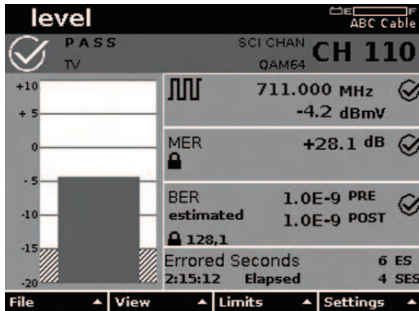 level
E F
ABC Cable
PASS
TV
SCI CHAN
QAM64
CH 110
711.000 MHz
-4.2 dBmV
MER
+28.1 dB
BER
estimated
1.0E-9 PRE
1.0E-9 POST
128,1
Errored Seconds 6 ES
2:15:12 Elapsed 4 SES
+10
+ 5
0
- 5
-10
-15
-20
File View Limits Settings